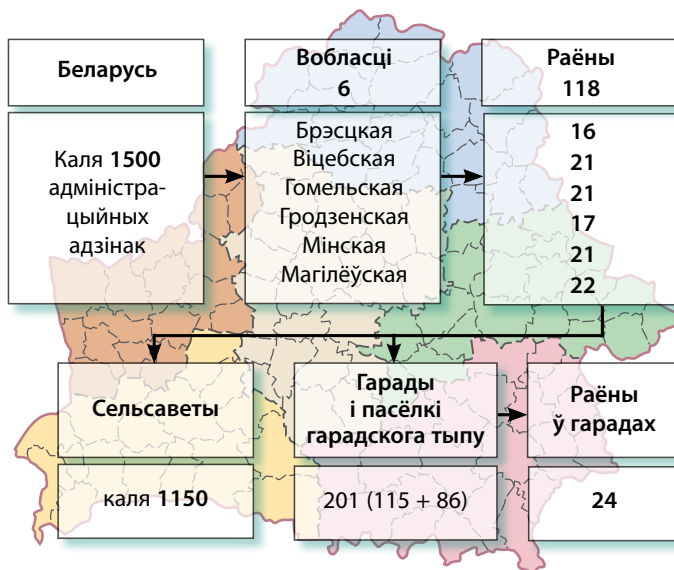 Беларусь
Вобласці
6
Раёны
118
Каля 1500
адміністра-
цыйных
адзінак
Брэсцкая
Віцебская
Гомельская
Гродзенская
Мінская
Магілёўская
16
21
21
17
21
22
Сельсаветы
Гарады
і пасёлкі
гарадскога тыпу
Раёны
ў гарадах
каля 1150
201 (115 + 86)
24